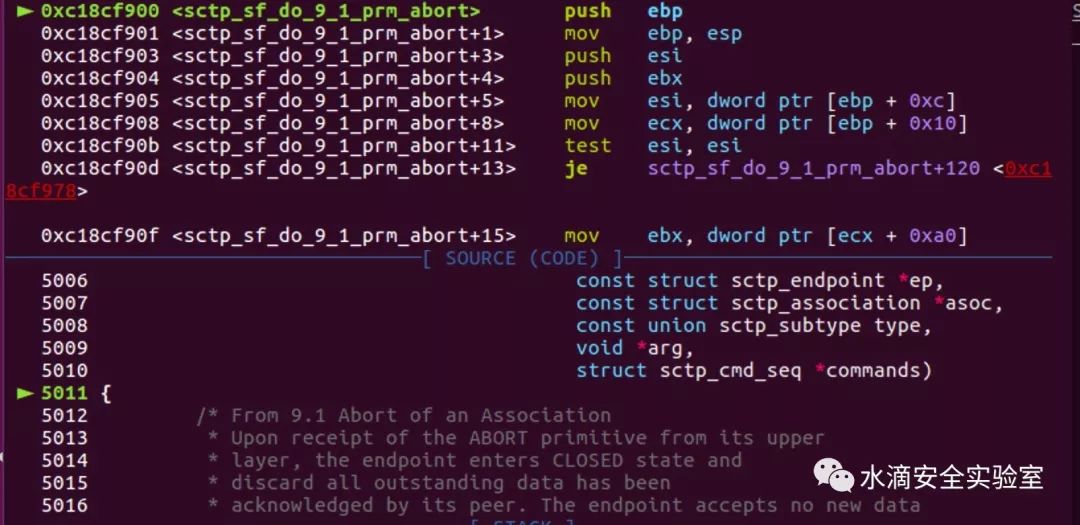 ► 0xc18cf900 <sctp_sf_do_9_1_prm_abort> push ebp
0xc18cf901 <sctp_sf_do_9_1_prm_abort+1> mov ebp, esp
0xc18cf903 <sctp_sf_do_9_1_prm_abort+3> push esi
0xc18cf904 <sctp_sf_do_9_1_prm_abort+4> push ebx
0xc18cf905 <sctp_sf_do_9_1_prm_abort+5> mov esi, dword ptr [ebp + 0xc]
0xc18cf908 <sctp_sf_do_9_1_prm_abort+8> mov ecx, dword ptr [ebp + 0x10]
0xc18cf90b <sctp_sf_do_9_1_prm_abort+11> test esi, esi
0xc18cf90d <sctp_sf_do_9_1_prm_abort+13> je sctp_sf_do_9_1_prm_abort+120 <0xc1
8cf978>
0xc18cf90f <sctp_sf_do_9_1_prm_abort+15> mov ebx, dword ptr [ecx + 0xa0]
[ SOURCE (CODE) ]
5006 const struct sctp_endpoint *ep,
5007 const struct sctp_association *asoc,
5008 const union sctp_subtype type,
5009 void *arg,
5010 struct sctp_cmd_seq *commands)
► 5011 {
5012 /* From 9.1 Abort of an Association
5013 * Upon receipt of the ABORT primitive from its upper
5014 * layer, the endpoint enters CLOSED state and
5015 * discard all outstanding data has been
5016 * acknowledged by its peer. The endpoint accepts no new data
[ STACK ]
水滴安全实验室